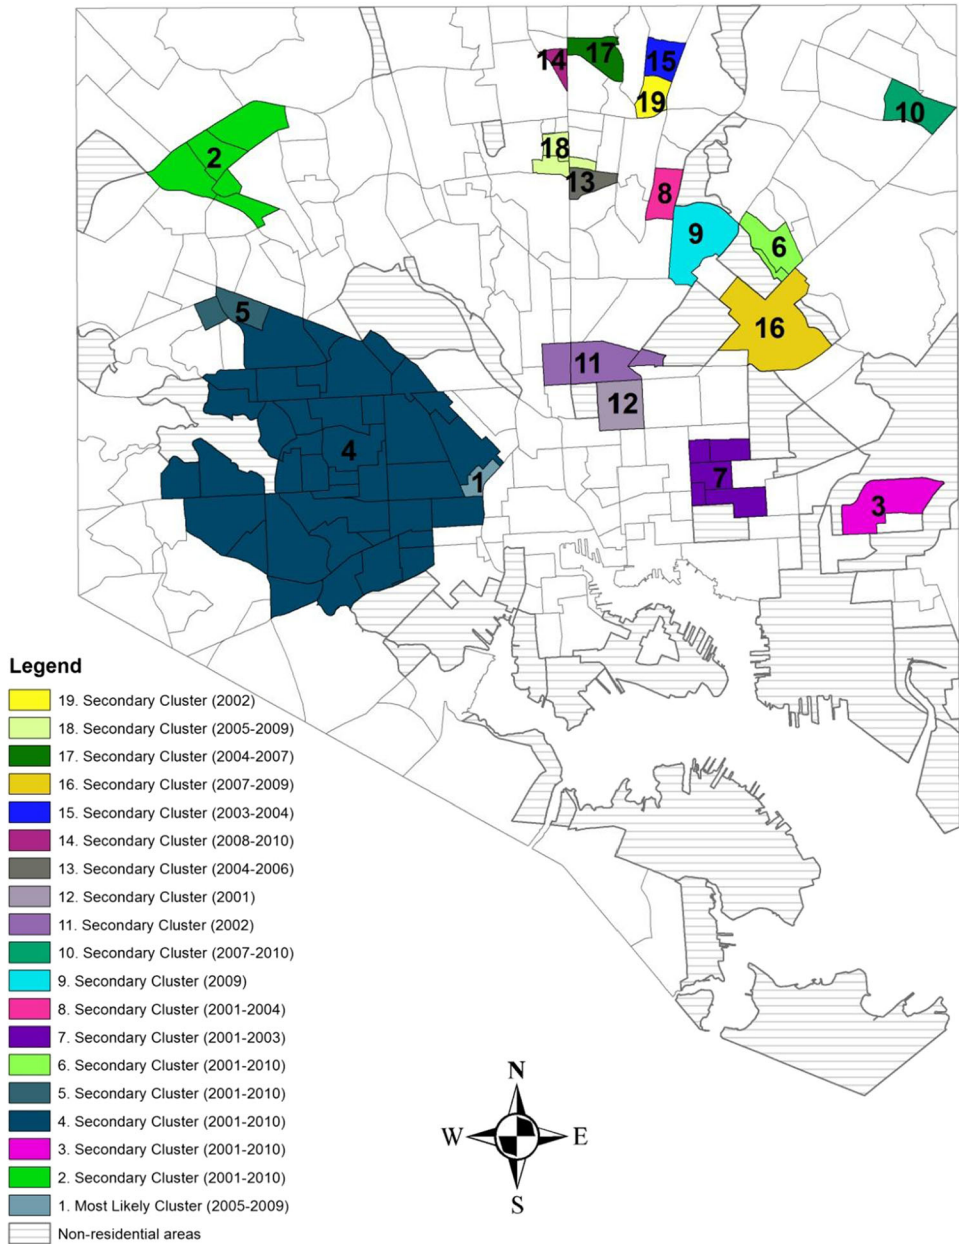 17
15
14
19
10
18
2
13
8
9
6
5
16
11
12
4
7
1
3
Legend
19. Secondary Cluster (2002)
18. Secondary Cluster (2005-2009)
17. Secondary Cluster (2004-2007)
16. Secondary Cluster (2007-2009)
15. Secondary Cluster (2003-2004)
14. Secondary Cluster (2008-2010)
13. Secondary Cluster (2004-2006)
12. Secondary Cluster (2001)
11. Secondary Cluster (2002)
10. Secondary Cluster (2007-2010)
9. Secondary Cluster (2009)
8. Secondary Cluster (2001-2004)
7. Secondary Cluster (2001-2003)
6. Secondary Cluster (2001-2010)
5. Secondary Cluster (2001-2010)
4. Secondary Cluster (2001-2010)
3. Secondary Cluster (2001-2010)
2. Secondary Cluster (2001-2010)
1. Most Likely Cluster (2005-2009)
Non-residential areas
N
W E
S